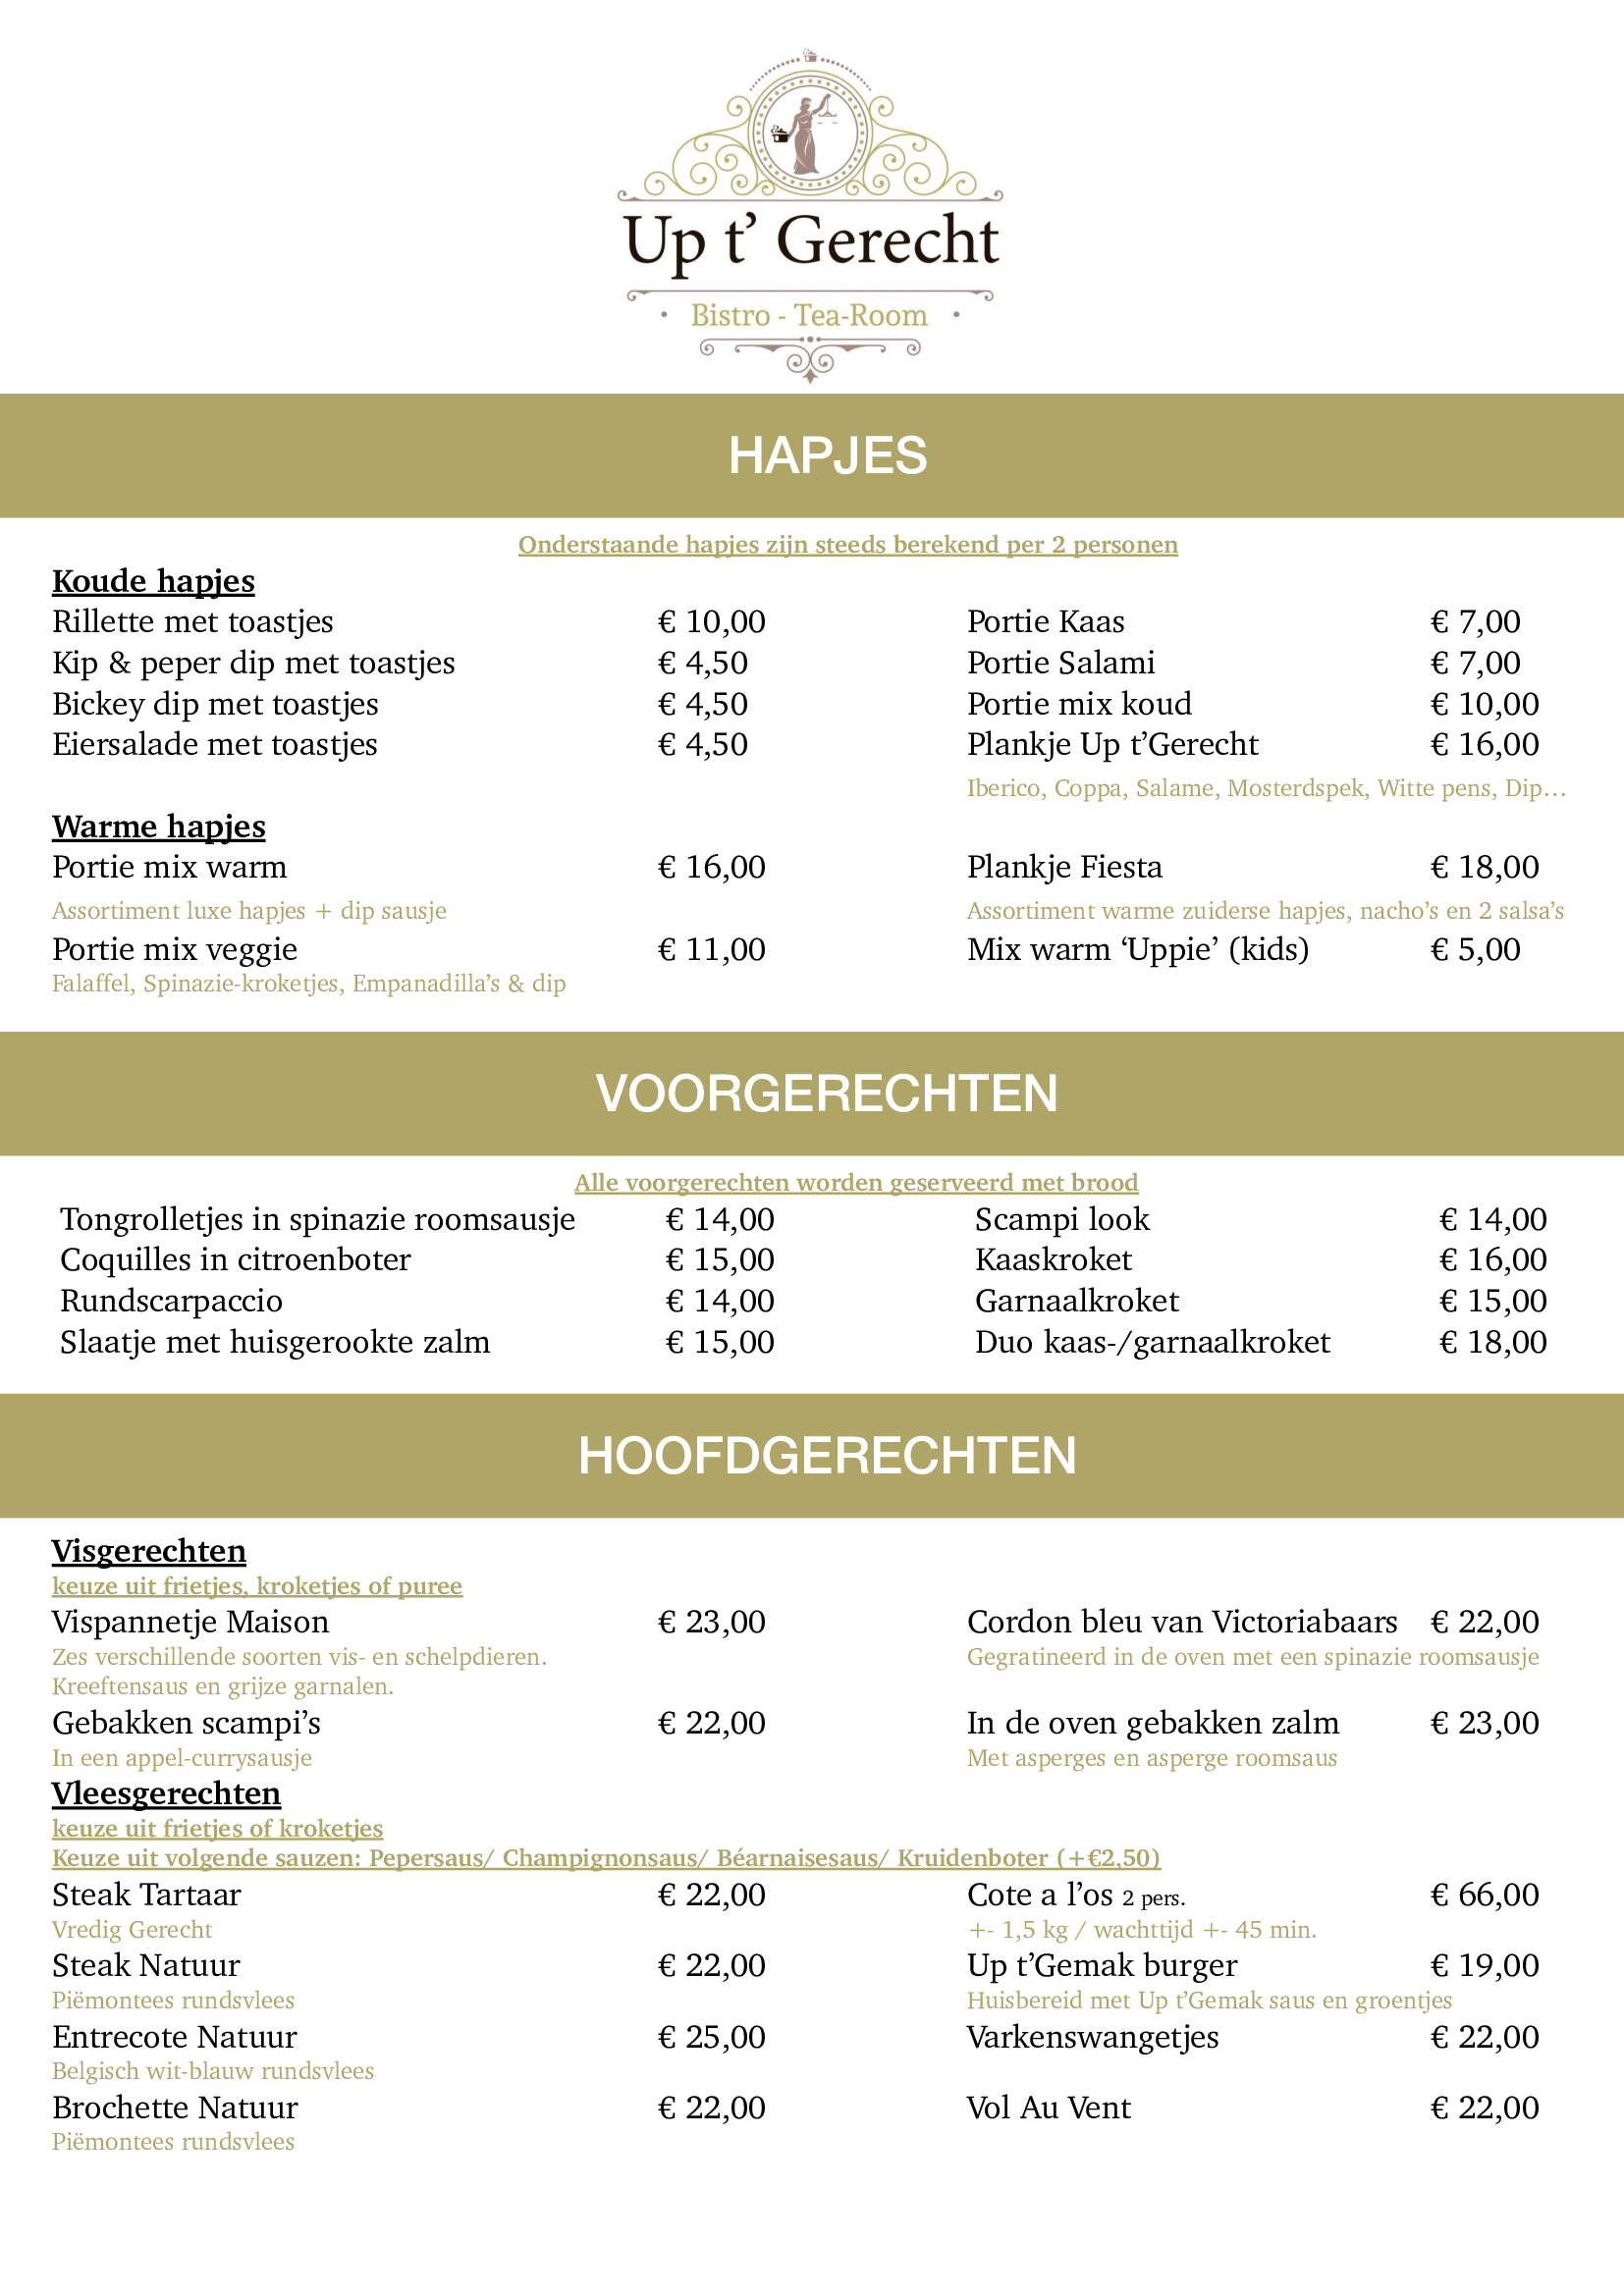 Up t’ Gerecht
Bistro - Tea-Room
HAPJES
Onderstaande hapjes zijn steeds berekend per 2 personen
Koude hapjes
Rillette met toastjes € 10,00 Portie Kaas € 7,00
Kip & peper dip met toastjes € 4,50 Portie Salami € 7,00
Bickey dip met toastjes € 4,50 Portie mix koud € 10,00
Eiersalade met toastjes € 4,50 Plankje Up t’Gerecht € 16,00
Iberico, Coppa, Salame, Mosterdspek, Witte pens, Dip…
Warme hapjes
Portie mix warm € 16,00 Plankje Fiesta € 18,00
Assortiment luxe hapjes + dip sausje Assortiment warme zuiderse hapjes, nacho’s en 2 salsa’s
Portie mix veggie € 11,00 Mix warm ‘Uppie’ (kids) € 5,00
Falaffel, Spinazie-kroketjes, Empanadilla’s & dip
VOORGERECHTEN
Alle voorgerechten worden geserveerd met brood
Tongrolletjes in spinazie roomsausje € 14,00 Scampi look € 14,00
Coquilles in citroenboter € 15,00 Kaaskroket € 16,00
Rundscarpaccio € 14,00 Garnaalkroket € 15,00
Slaatje met huisgerookte zalm € 15,00 Duo kaas-/garnaalkroket € 18,00
HOOFDGERECHTEN
Visgerechten
keuze uit frietjes, kroketjes of puree
Vispannetje Maison € 23,00 Cordon bleu van Victoriabaars € 22,00
Zes verschillende soorten vis- en schelpdieren. Gegratineerd in de oven met een spinazie roomsausje
Kreeftensaus en grijze garnalen.
Gebakken scampi’s € 22,00 In de oven gebakken zalm € 23,00
In een appel-currysausje Met asperges en asperge roomsaus
Vleesgerechten
keuze uit frietjes of kroketjes
Keuze uit volgende sauzen: Pepersaus/ Champignonsaus/ Béarnaisesaus/ Kruidenboter (+€2,50)
Steak Tartaar € 22,00 Cote a l’os 2 pers. € 66,00
Vredig Gerecht +- 1,5 kg / wachttijd +- 45 min.
Steak Natuur € 22,00 Up t’Gemak burger € 19,00
Piëmontees rundsvlees Huisbereid met Up t’Gemak saus en groentjes
Entrecote Natuur € 25,00 Varkenswangetjes € 22,00
Belgisch wit-blauw rundsvlees
Brochette Natuur € 22,00 Vol Au Vent € 22,00
Piëmontees rundsvlees